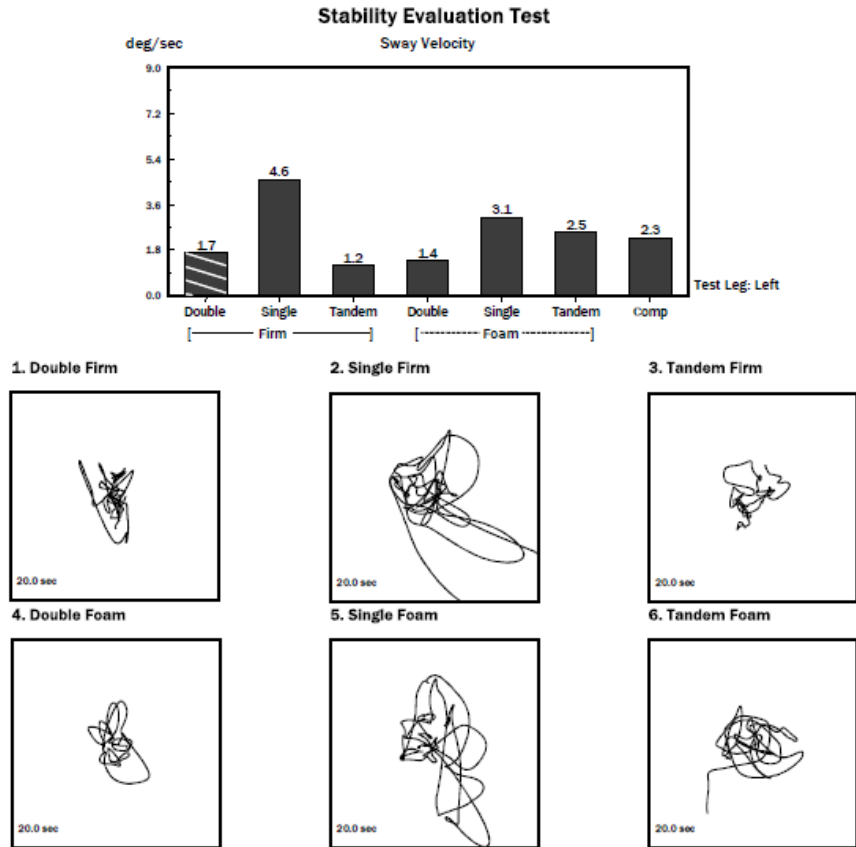 Stability Evaluation Test
deg/sec Sway Velocity
9.0
7.2
5.4
3.6
1.8
0.0
1.7
4.6
1.2
1.4
3.1
2.5
2.3
Test Leg: Left
Double Single Tandem Double Single Tandem Comp
[ Firm ] [ Foam ]
1. Double Firm 2. Single Firm 3. Tandem Firm
20.0 sec 20.0 sec 20.0 sec
4. Double Foam 5. Single Foam 6. Tandem Foam
20.0 sec 20.0 sec 20.0 sec